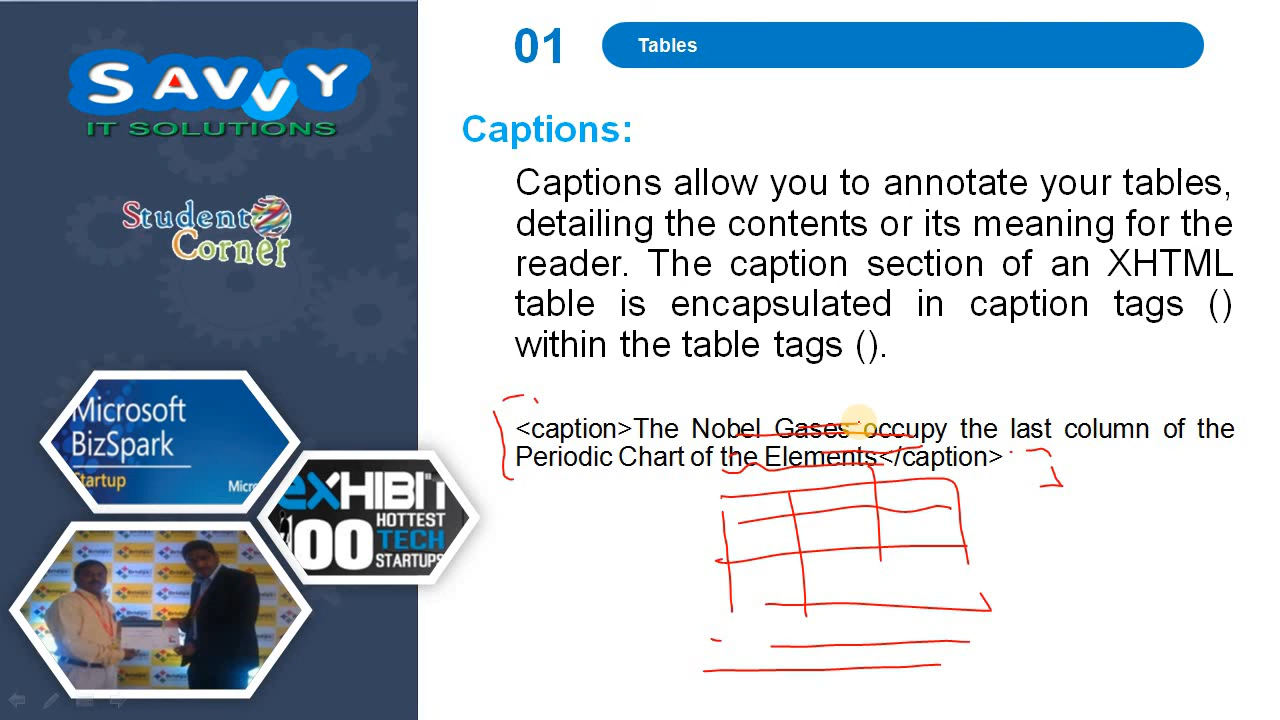 SAVVY
IT SOLUTIONS
Student
Corner
Microsoft
BizSpark
Startup
Micros
eXHIBIT
100
HOTTEST
TECH
STARTUPS
01
Tables
Captions:
Captions allow you to annotate your tables,
detailing the contents or its meaning for the
reader. The caption section of an XHTML
table is encapsulated in caption tags ()
within the table tags ().
<caption>The Nobel Gases occupy the last column of the
Periodic Chart of the Elements</caption>